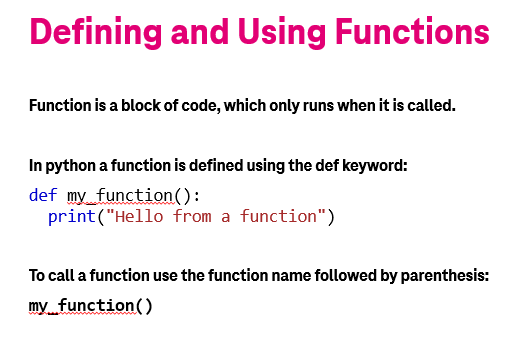 Defining and Using Functions
Function is a block of code, which only runs when it is called.
In python a function is defined using the def keyword:
def my_function():
  print("Hello from a function")
To call a function use the function name followed by parenthesis:
my_function()